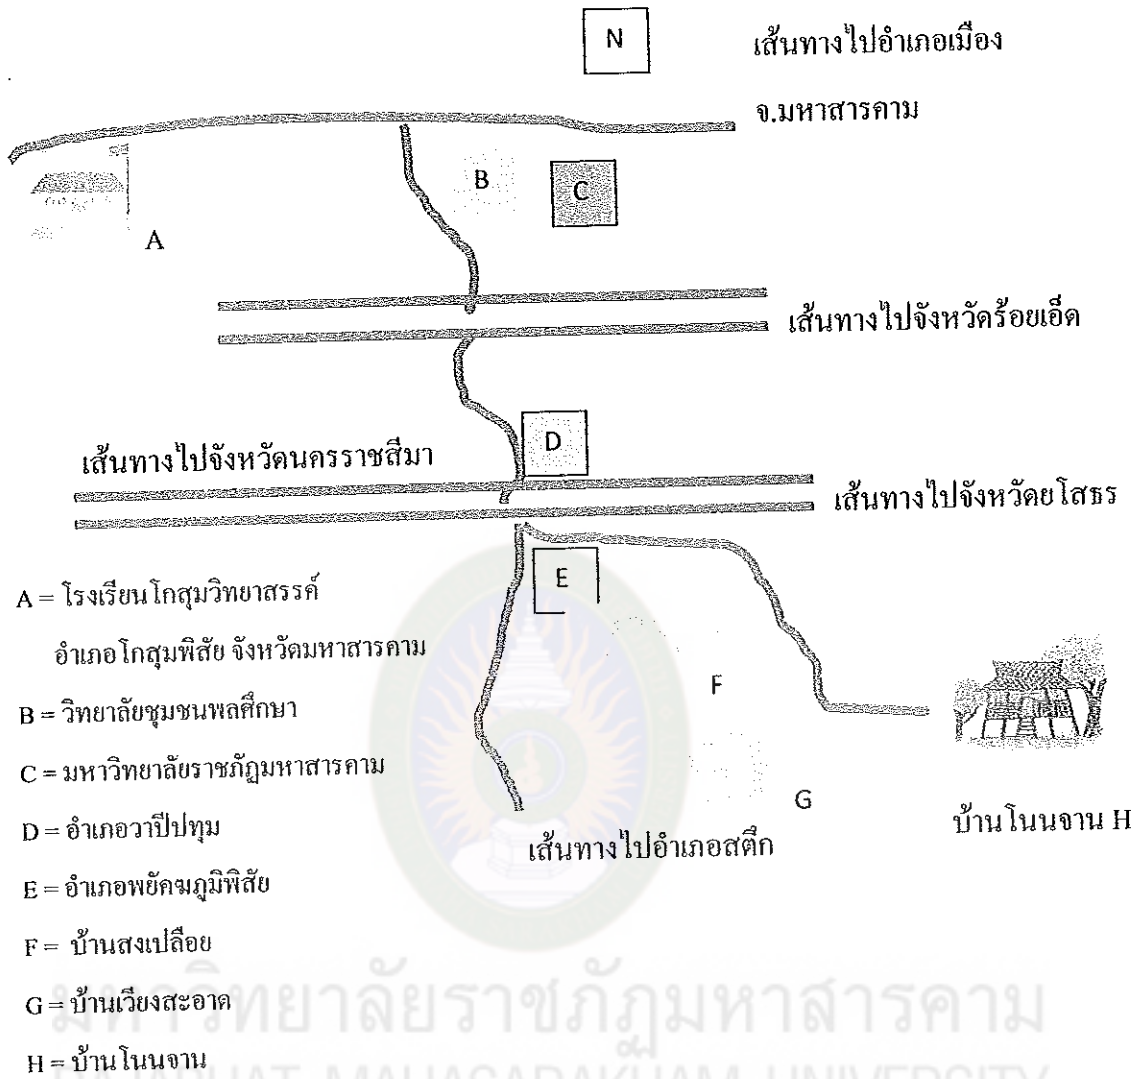 N
เส้นทางไปอำเภอเมือง
จ.มหาสารคาม
B
C
A
เส้นทางไปจังหวัดร้อยเอ็ด
D
เส้นทางไปจังหวัดนครราชสีมา
เส้นทางไปจังหวัดยโสธร
E
A = โรงเรียนโกสุมวิทยาสรรค์
อำเภอโกสุมพิสัย จังหวัดมหาสารคาม
F
B = วิทยาลัยชุมชนพลศึกษา
C = มหาวิทยาลัยราชภัฏมหาสารคาม
G
บ้านโนนจาน H
D = อำเภอวาปีปทุม
เส้นทางไปอำเภอสตึก
E = อำเภอพยัคฆภูมิพิสัย
F = บ้านสงเปลือย
G = บ้านเวียงสะอาด
H = บ้านโนนจาน
มหาวิทยาลัยราชภัฏมหาสารคาม
RAJABHAT MAHASARAKHAM UNIVERSITY